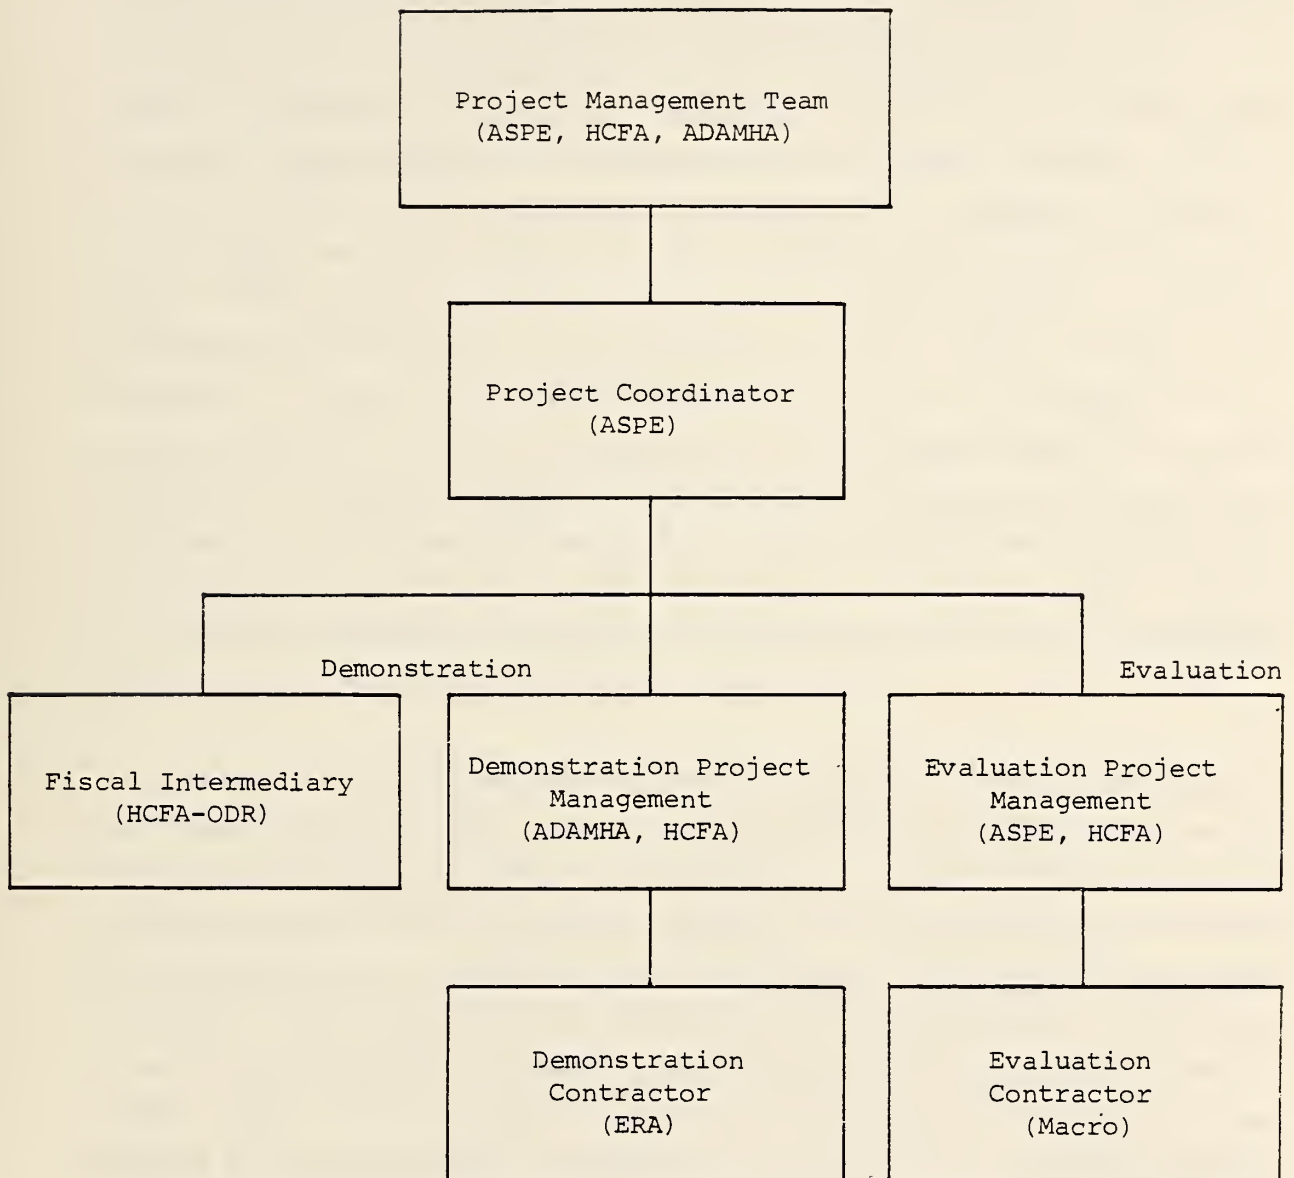 Project Management Team
(ASPE, HCFA, ADAMHA)
Project Coordinator
(ASPE)
Demonstration
Evaluation
Fiscal Intermediary
(HCFA-ODR)
Demonstration Project
Management
(ADAMHA, HCFA)
Evaluation Project
Management
(ASPE, HCFA)
Demonstration
Contractor
(ERA)
Evaluation
Contractor
(Macro)